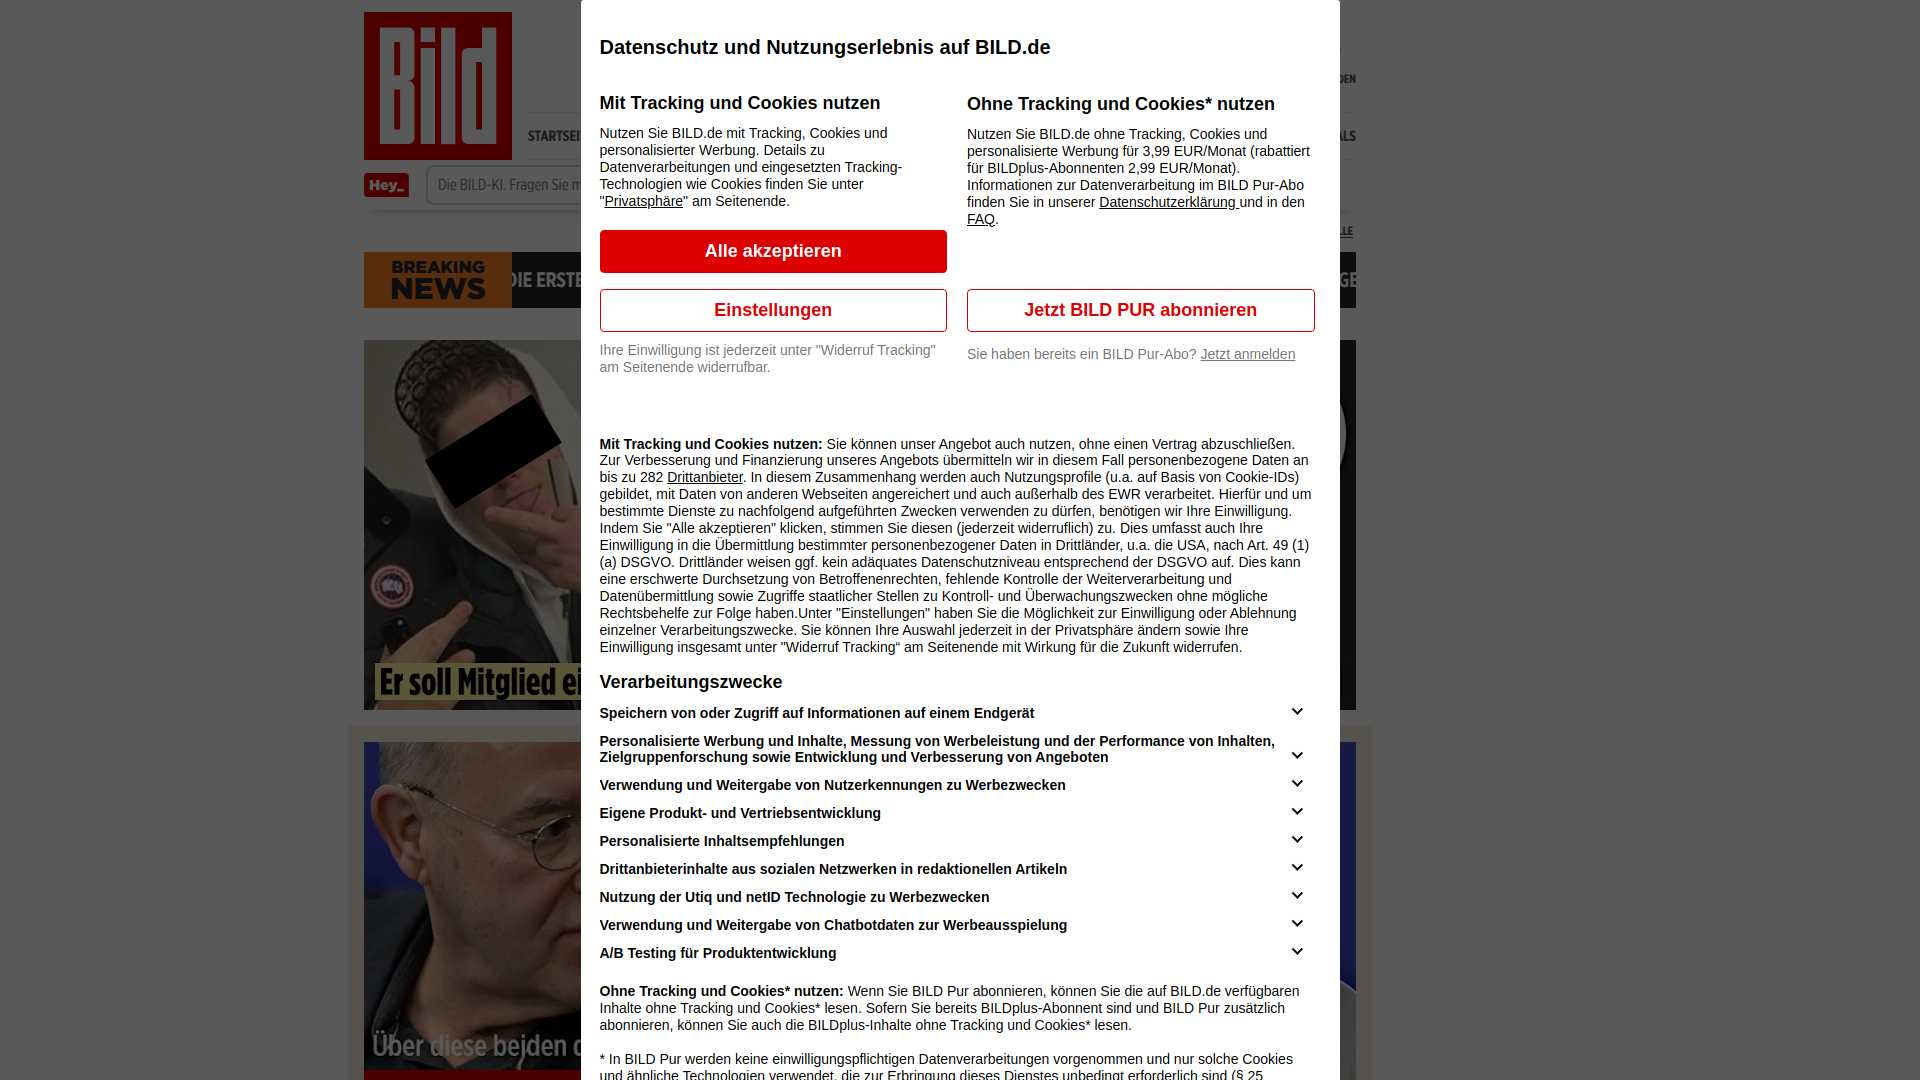 Bild
Datenschutz und Nutzungserlebnis auf BILD.de
Mit Tracking und Cookies nutzen
Nutzen Sie BILD.de mit Tracking, Cookies und
personalisierter Werbung. Details zu
Datenverarbeitungen und eingesetzten Tracking-
Technologien wie Cookies finden Sie unter
"Privatsphäre" am Seitenende.
Alle akzeptieren
Einstellungen
Ihre Einwilligung ist jederzeit unter "Widerruf Tracking"
am Seitenende widerrufbar.
Ohne Tracking und Cookies* nutzen
Nutzen Sie BILD.de ohne Tracking, Cookies und
personalisierte Werbung für 3,99 EUR/Monat (rabattiert
für BILDplus-Abonnenten 2,99 EUR/Monat).
Informationen zur Datenverarbeitung im BILD Pur-Abo
finden Sie in unserer Datenschutzerklärung und in den
FAQ.
Jetzt BILD PUR abonnieren
Sie haben bereits ein BILD Pur-Abo? Jetzt anmelden
Hey_
Die BILD-KI. Fragen Sie
BREAKING
NEWS
DIE ERSTE
Er soll Mitglied
Über diese beiden
Mit Tracking und Cookies nutzen: Sie können unser Angebot auch nutzen, ohne einen Vertrag abzuschließen.
Zur Verbesserung und Finanzierung unseres Angebots übermitteln wir in diesem Fall personenbezogene Daten an
bis zu 282 Drittanbieter. In diesem Zusammenhang werden auch Nutzungsprofile (u.a. auf Basis von Cookie-IDs)
gebildet, mit Daten von anderen Webseiten angereichert und auch außerhalb des EWR verarbeitet. Hierfür und um
bestimmte Dienste zu nachfolgend aufgeführten Zwecken verwenden zu dürfen, benötigen wir Ihre Einwilligung.
Indem Sie "Alle akzeptieren" klicken, stimmen Sie diesen (jederzeit widerruflich) zu. Dies umfasst auch Ihre
Einwilligung in die Übermittlung bestimmter personenbezogener Daten in Drittländer, u.a. die USA, nach Art. 49 (1)
(a) DSGVO. Drittländer weisen ggf. kein adäquates Datenschutzniveau entsprechend der DSGVO auf. Dies kann
eine erschwerte Durchsetzung von Betroffenenrechten, fehlende Kontrolle der Weiterverarbeitung und
Datenübermittlung sowie Zugriffe staatlicher Stellen zu Kontroll- und Überwachungszwecken ohne mögliche
Rechtsbehelfe zur Folge haben.Unter "Einstellungen" haben Sie die Möglichkeit zur Einwilligung oder Ablehnung
einzelner Verarbeitungszwecke. Sie können Ihre Auswahl jederzeit in der Privatsphäre ändern sowie Ihre
Einwilligung insgesamt unter "Widerruf Tracking“ am Seitenende mit Wirkung für die Zukunft widerrufen.
Verarbeitungszwecke
Speichern von oder Zugriff auf Informationen auf einem Endgerät
Personalisierte Werbung und Inhalte, Messung von Werbeleistung und der Performance von Inhalten,
Zielgruppenforschung sowie Entwicklung und Verbesserung von Angeboten
Verwendung und Weitergabe von Nutzerkennungen zu Werbezwecken
Eigene Produkt- und Vertriebsentwicklung
Personalisierte Inhaltsempfehlungen
Drittanbieterinhalte aus sozialen Netzwerken in redaktionellen Artikeln
Nutzung der Utiq und netID Technologie zu Werbezwecken
Verwendung und Weitergabe von Chatbotdaten zur Werbeausspielung
A/B Testing für Produktentwicklung
Ohne Tracking und Cookies* nutzen: Wenn Sie BILD Pur abonnieren, können Sie die auf BILD.de verfügbaren
Inhalte ohne Tracking und Cookies* lesen. Sofern Sie bereits BILDplus-Abonnent sind und BILD Pur zusätzlich
abonnieren, können Sie auch die BILDplus-Inhalte ohne Tracking und Cookies* lesen.
* In BILD Pur werden keine einwilligungspflichtigen Datenverarbeitungen vorgenommen und nur solche Cookies
und ähnliche Technologien verwendet, die zur Erbringung dieses Dienstes unbedingt erforderlich sind (§ 25